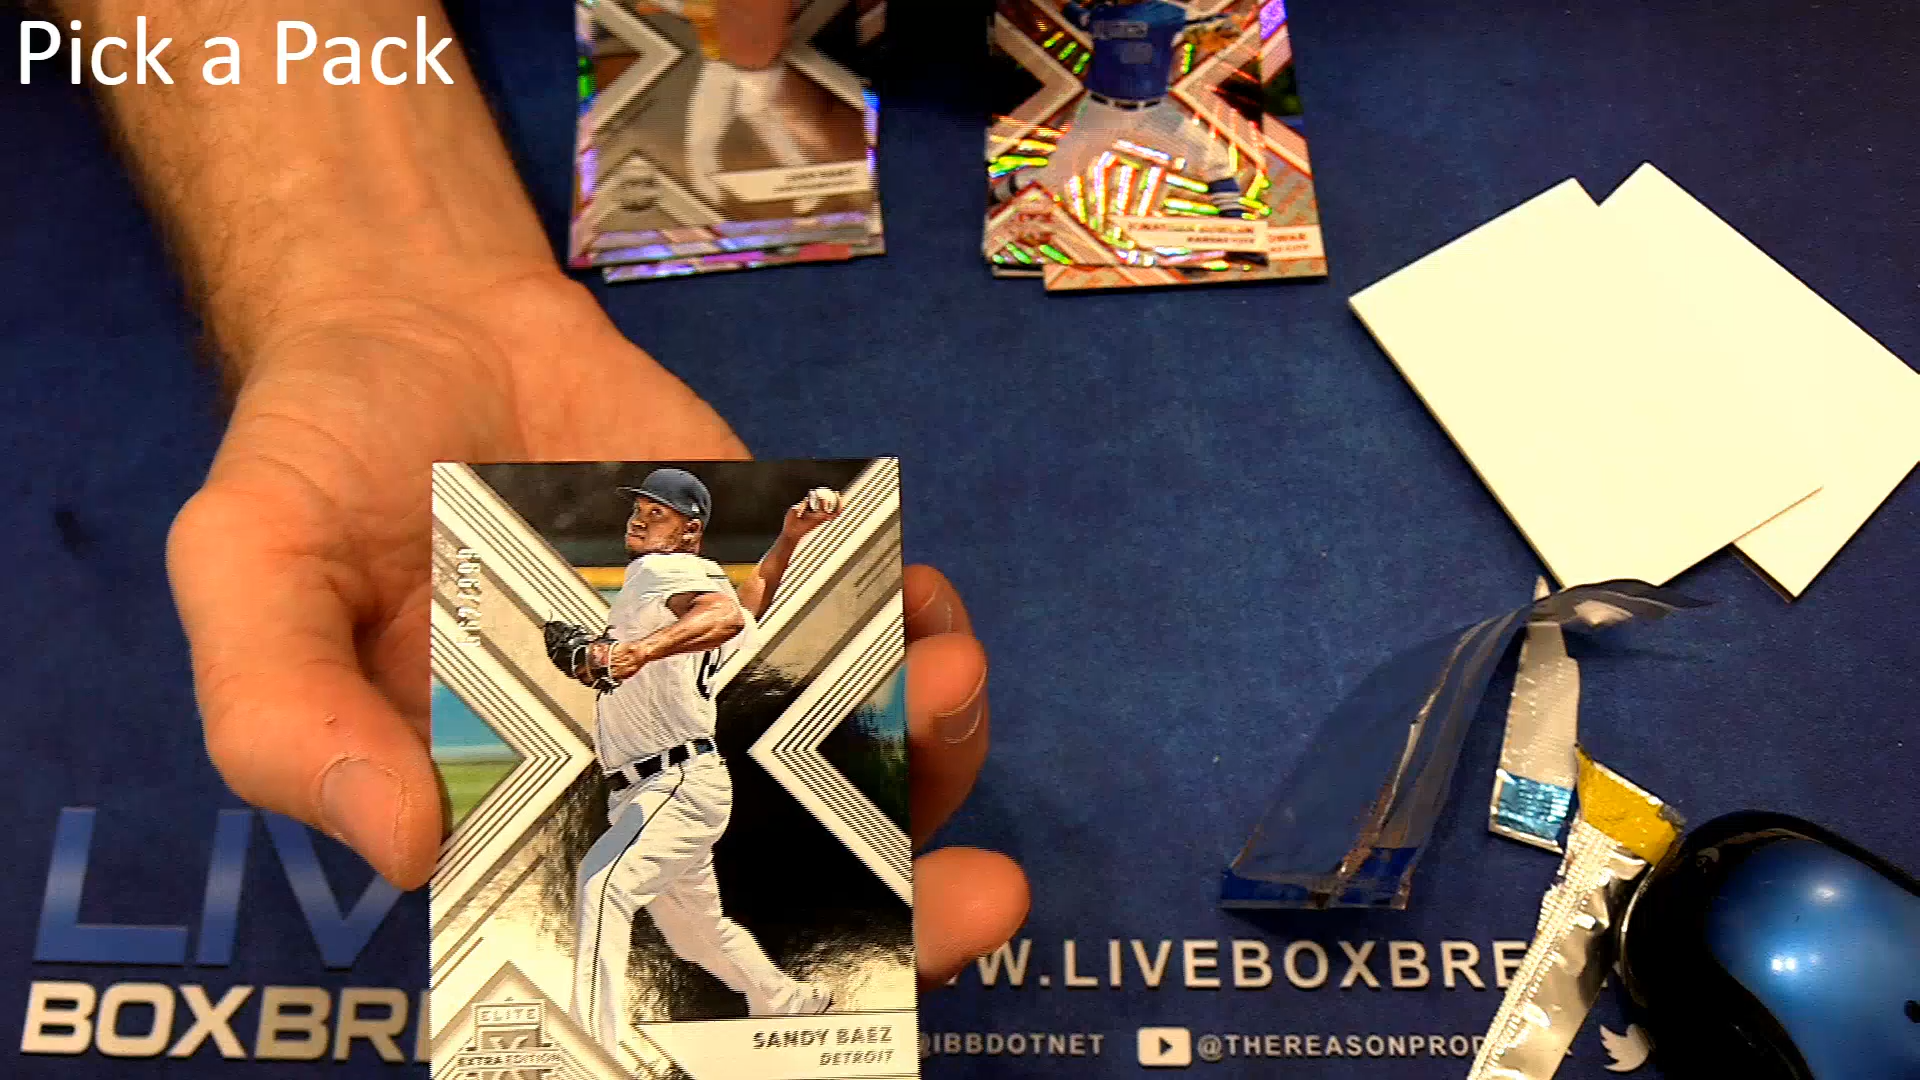 Pick a Pack
LIV
BOXBR
W.LIVEBOXBRE
IBBDOTNET
@THEREASONPROD
SANDY BAEZ
DETROIT
ELITE
EXTRA EDITION